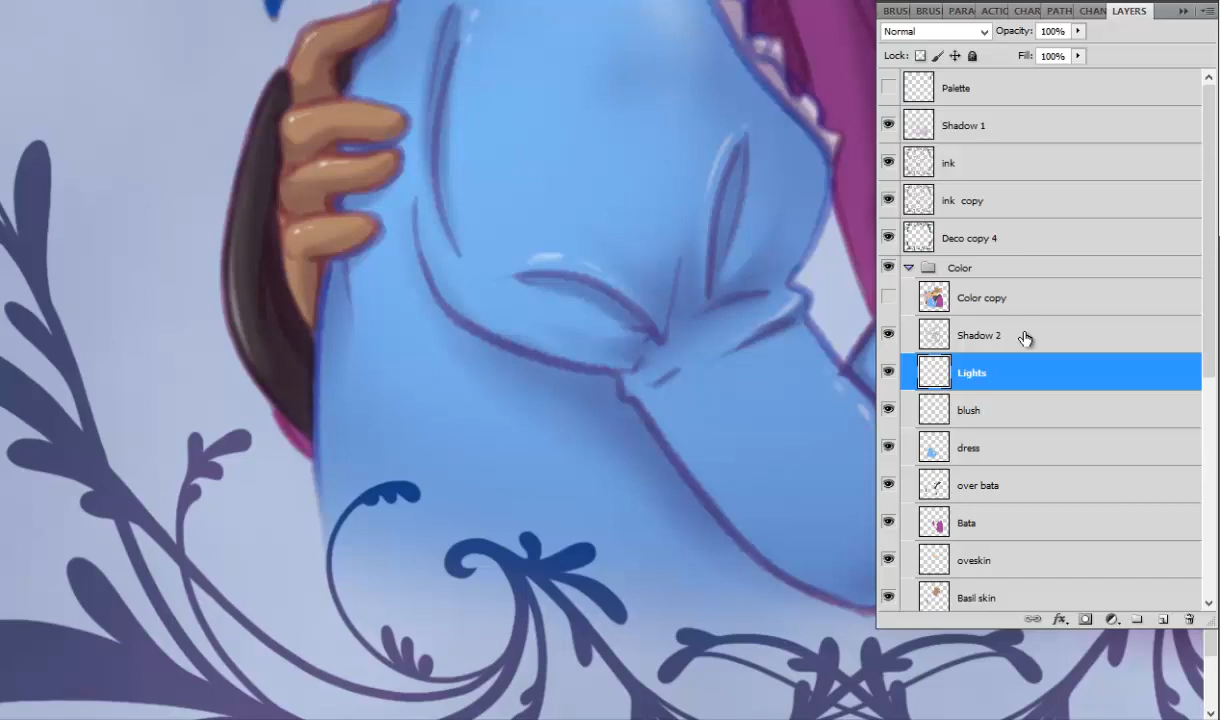 BRUS BRUS PARA ACTIC CHAR PATH CHAN LAYERS
Normal Opacity: 100%
Lock: Fill: 100%
Palette
Shadow 1
ink
ink copy
Deco copy 4
Color
Color copy
Shadow 2
Lights
blush
dress
over bata
Bata
oveskin
Basil skin
fx